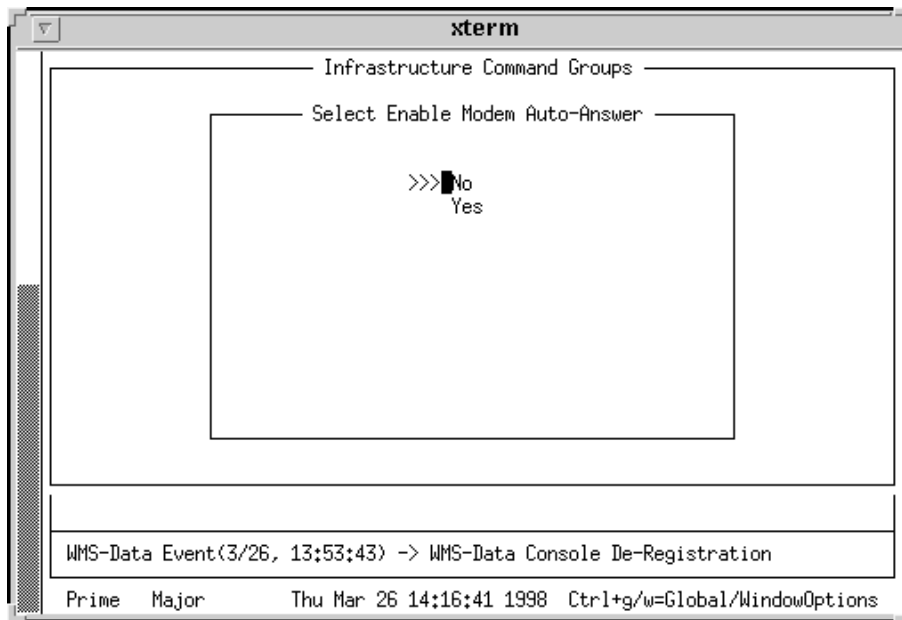 xterm
Infrastructure Command Groups
Select Enable Modem Auto-Answer
>>> No
Yes
WMS-Data Event(3/26, 13:53:43) -> WMS-Data Console De-Registration
Prime Major Thu Mar 26 14:16:41 1998 Ctrl+g/w=Global/WindowOptions